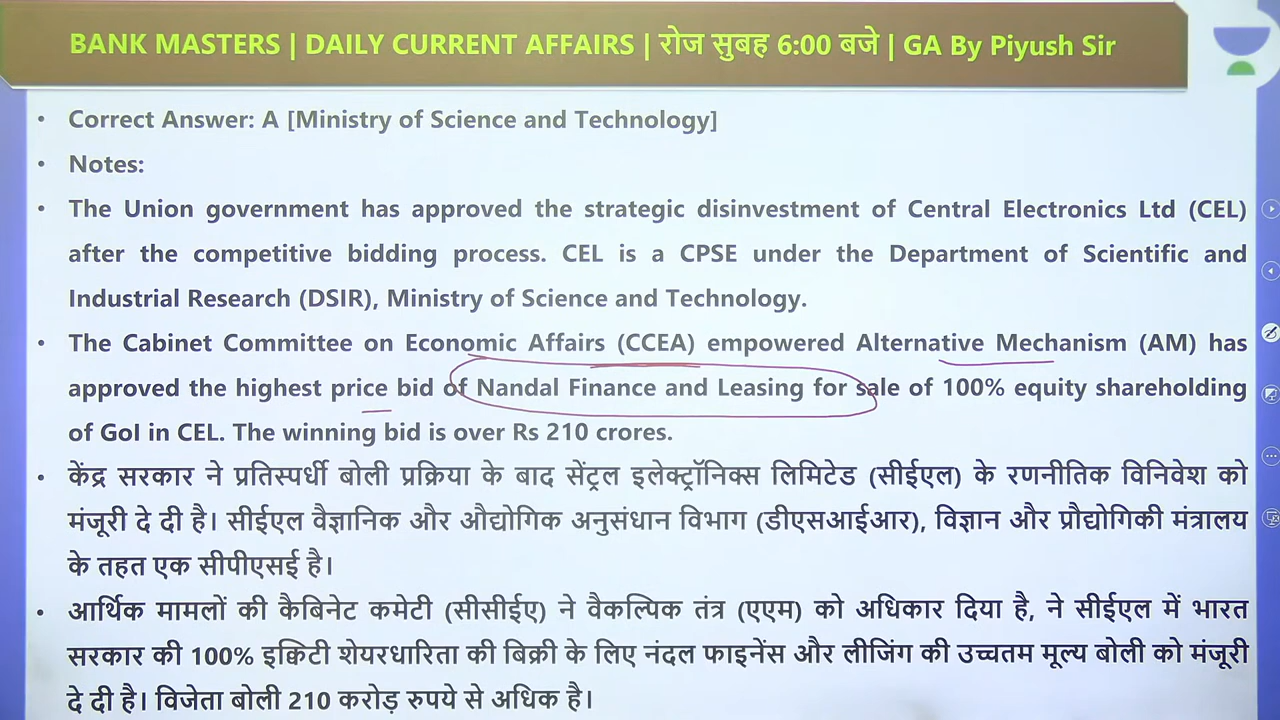 BANK MASTERS | DAILY CURRENT AFFAIRS | रोज सुबह 6:00 बजे | GA By Piyush Sir
• Correct Answer: A [Ministry of Science and Technology]
• Notes:
• The Union government has approved the strategic disinvestment of Central Electronics Ltd (CEL)
after the competitive bidding process. CEL is a CPSE under the Department of Scientific and
Industrial Research (DSIR), Ministry of Science and Technology.
• The Cabinet Committee on Economic Affairs (CCEA) empowered Alternative Mechanism (AM) has
approved the highest price bid of Nandal Finance and Leasing for sale of 100% equity shareholding
of GoI in CEL. The winning bid is over Rs 210 crores.
• केंद्र सरकार ने प्रतिस्पर्धी बोली प्रक्रिया के बाद सेंट्रल इलेक्ट्रॉनिक्स लिमिटेड (सीईएल) के रणनीतिक विनिवेश को
मंजूरी दे दी है। सीईएल वैज्ञानिक और औद्योगिक अनुसंधान विभाग (डीएसआईआर), विज्ञान और प्रौद्योगिकी मंत्रालय
के तहत एक सीपीएसई है।
• आर्थिक मामलों की कैबिनेट कमेटी (सीसीईए) ने वैकल्पिक तंत्र (एएम) को अधिकार दिया है, ने सीईएल में भारत
सरकार की 100% इक्विटी शेयरधारिता की बिक्री के लिए नंदल फाइनेंस और लीजिंग की उच्चतम मूल्य बोली को मंजूरी
दे दी है। विजेता बोली 210 करोड़ रुपये से अधिक है।